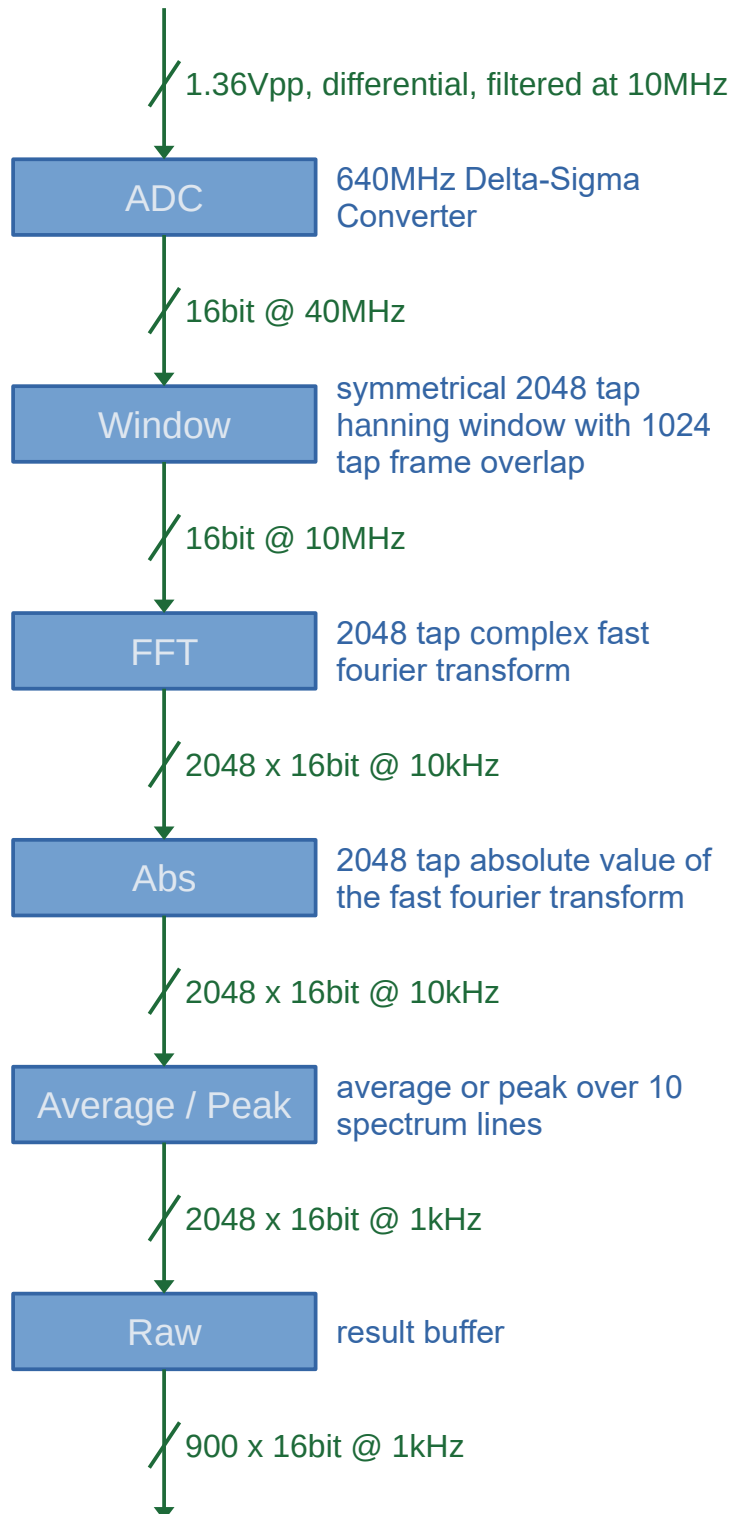 1.36Vpp, differential, filtered at 10MHz
ADC
640MHz Delta-Sigma
Converter
16bit @ 40MHz
Window
symmetrical 2048 tap
hanning window with 1024
tap frame overlap
16bit @ 10MHz
FFT
2048 tap complex fast
fourier transform
2048 x 16bit @ 10kHz
Abs
2048 tap absolute value of
the fast fourier transform
2048 x 16bit @ 10kHz
Average / Peak
average or peak over 10
spectrum lines
2048 x 16bit @ 1kHz
Raw
result buffer
900 x 16bit @ 1kHz